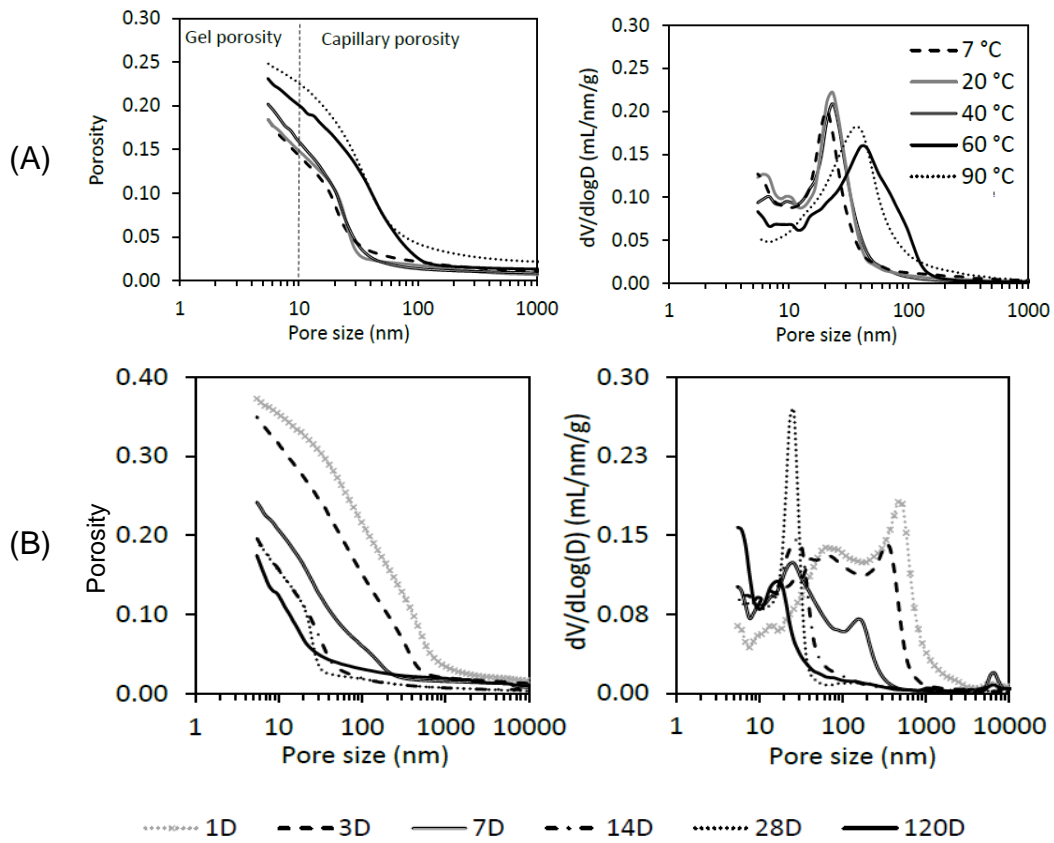 (A)
0.30
0.25
0.20
0.15
0.10
0.05
0.00
Porosity
Gel porosity
Capillary porosity
1
10
100
1000
Pore size (nm)
0.30
0.25
0.20
0.15
0.10
0.05
0.00
dV/dlogD (mL/nm/g)
7 °C
20 °C
40 °C
60 °C
90 °C
1
10
100
1000
Pore size (nm)
(B)
0.40
0.30
0.20
0.10
0.00
Porosity
1
10
100
1000
10000
Pore size (nm)
0.30
0.23
0.15
0.08
0.00
dV/dLog(D) (mL/nm/g)
1
10
100
1000
10000
Pore size (nm)
1D 3D 7D 14D 28D 120D